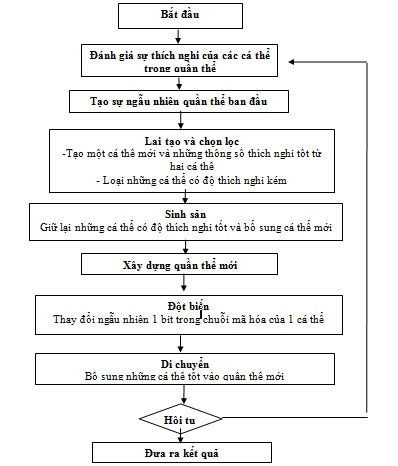 Bắt đầu
Đánh giá sự thích nghi của các cá thể
trong quần thể
Tạo sự ngẫu nhiên quần thể ban đầu
Lai tạo và chọn lọc
-Tạo một cá thể mới và những thông số thích nghi tốt từ
hai cá thể
- Loại những cá thể có độ thích nghi kém
Sinh sản
Giữ lại những cá thể có độ thích nghi tốt và bổ sung cá thể mới
Xây dựng quần thể mới
Đột biến
Thay đổi ngẫu nhiên 1 bit trong chuỗi mã hóa của 1 cá thể
Di chuyển
Bổ sung những cá thể tốt vào quần thể mới
Hội tụ
Đưa ra kết quả